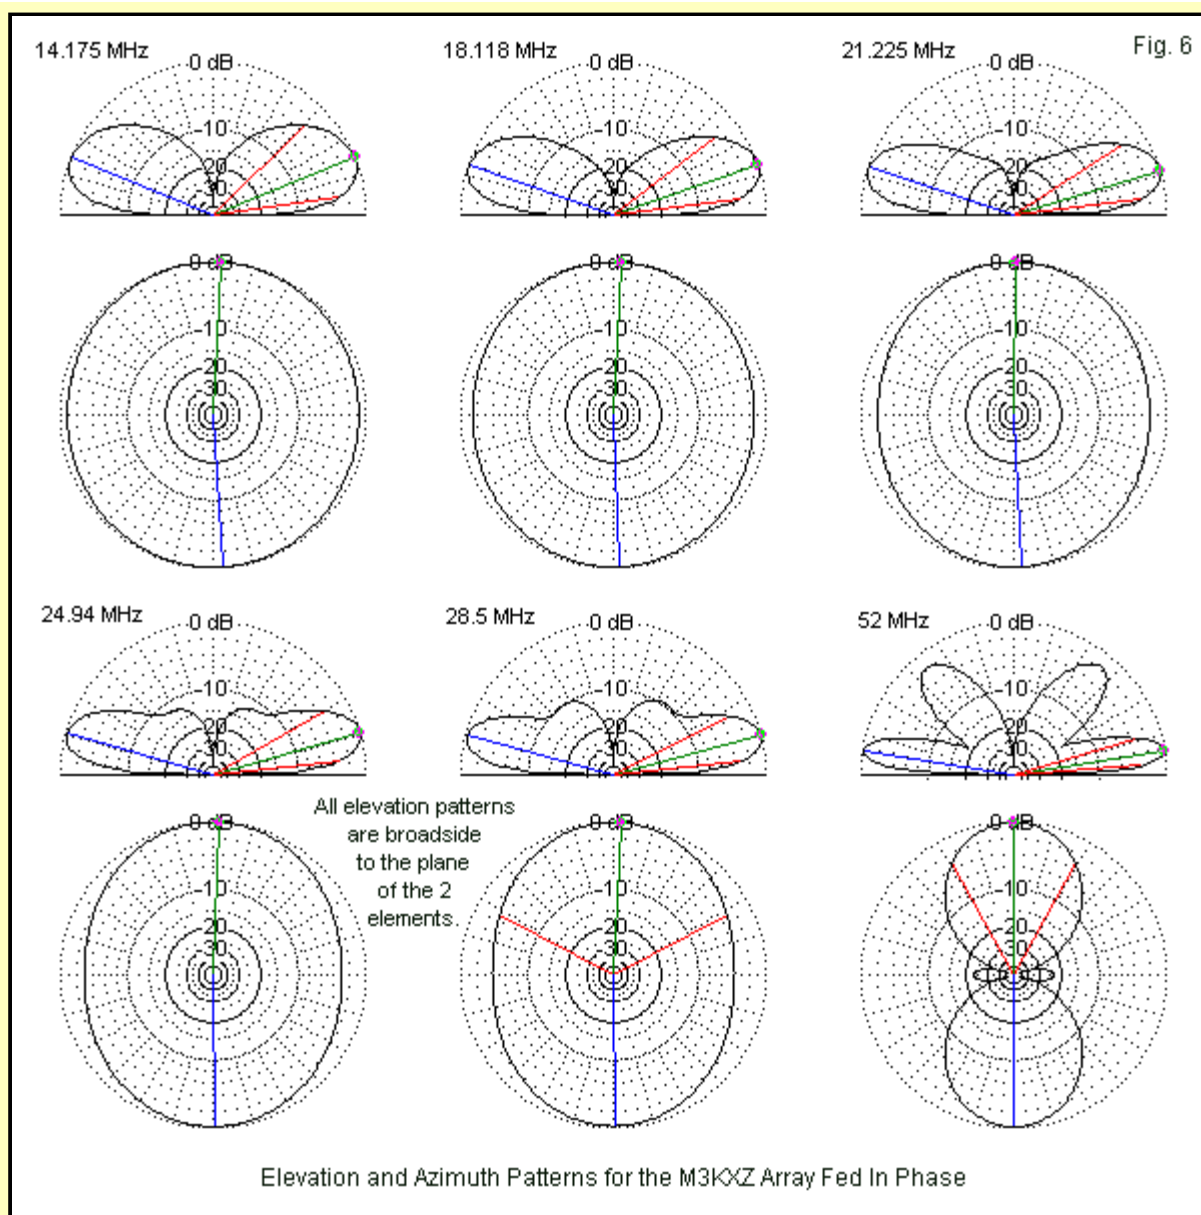 14.175 MHz
0 dB
-10
20
30
18.118 MHz
0 dB
-10
20
30
21.225 MHz
0 dB
-10
20
30
Fig. 6
0 dB
-10
20
-30
0 dB
-10
20
-30
0 dB
-10
20
-30
24.94 MHz
0 dB
-10
20
30
28.5 MHz
0 dB
-10
20
30
52 MHz
0 dB
-10
20
30
All elevation patterns
are broadside
to the plane
of the 2
elements.
0 dB
-10
20
-30
0 dB
-10
20
-30
0 dB
-10
20
-30
Elevation and Azimuth Patterns for the M3KXZ Array Fed In Phase